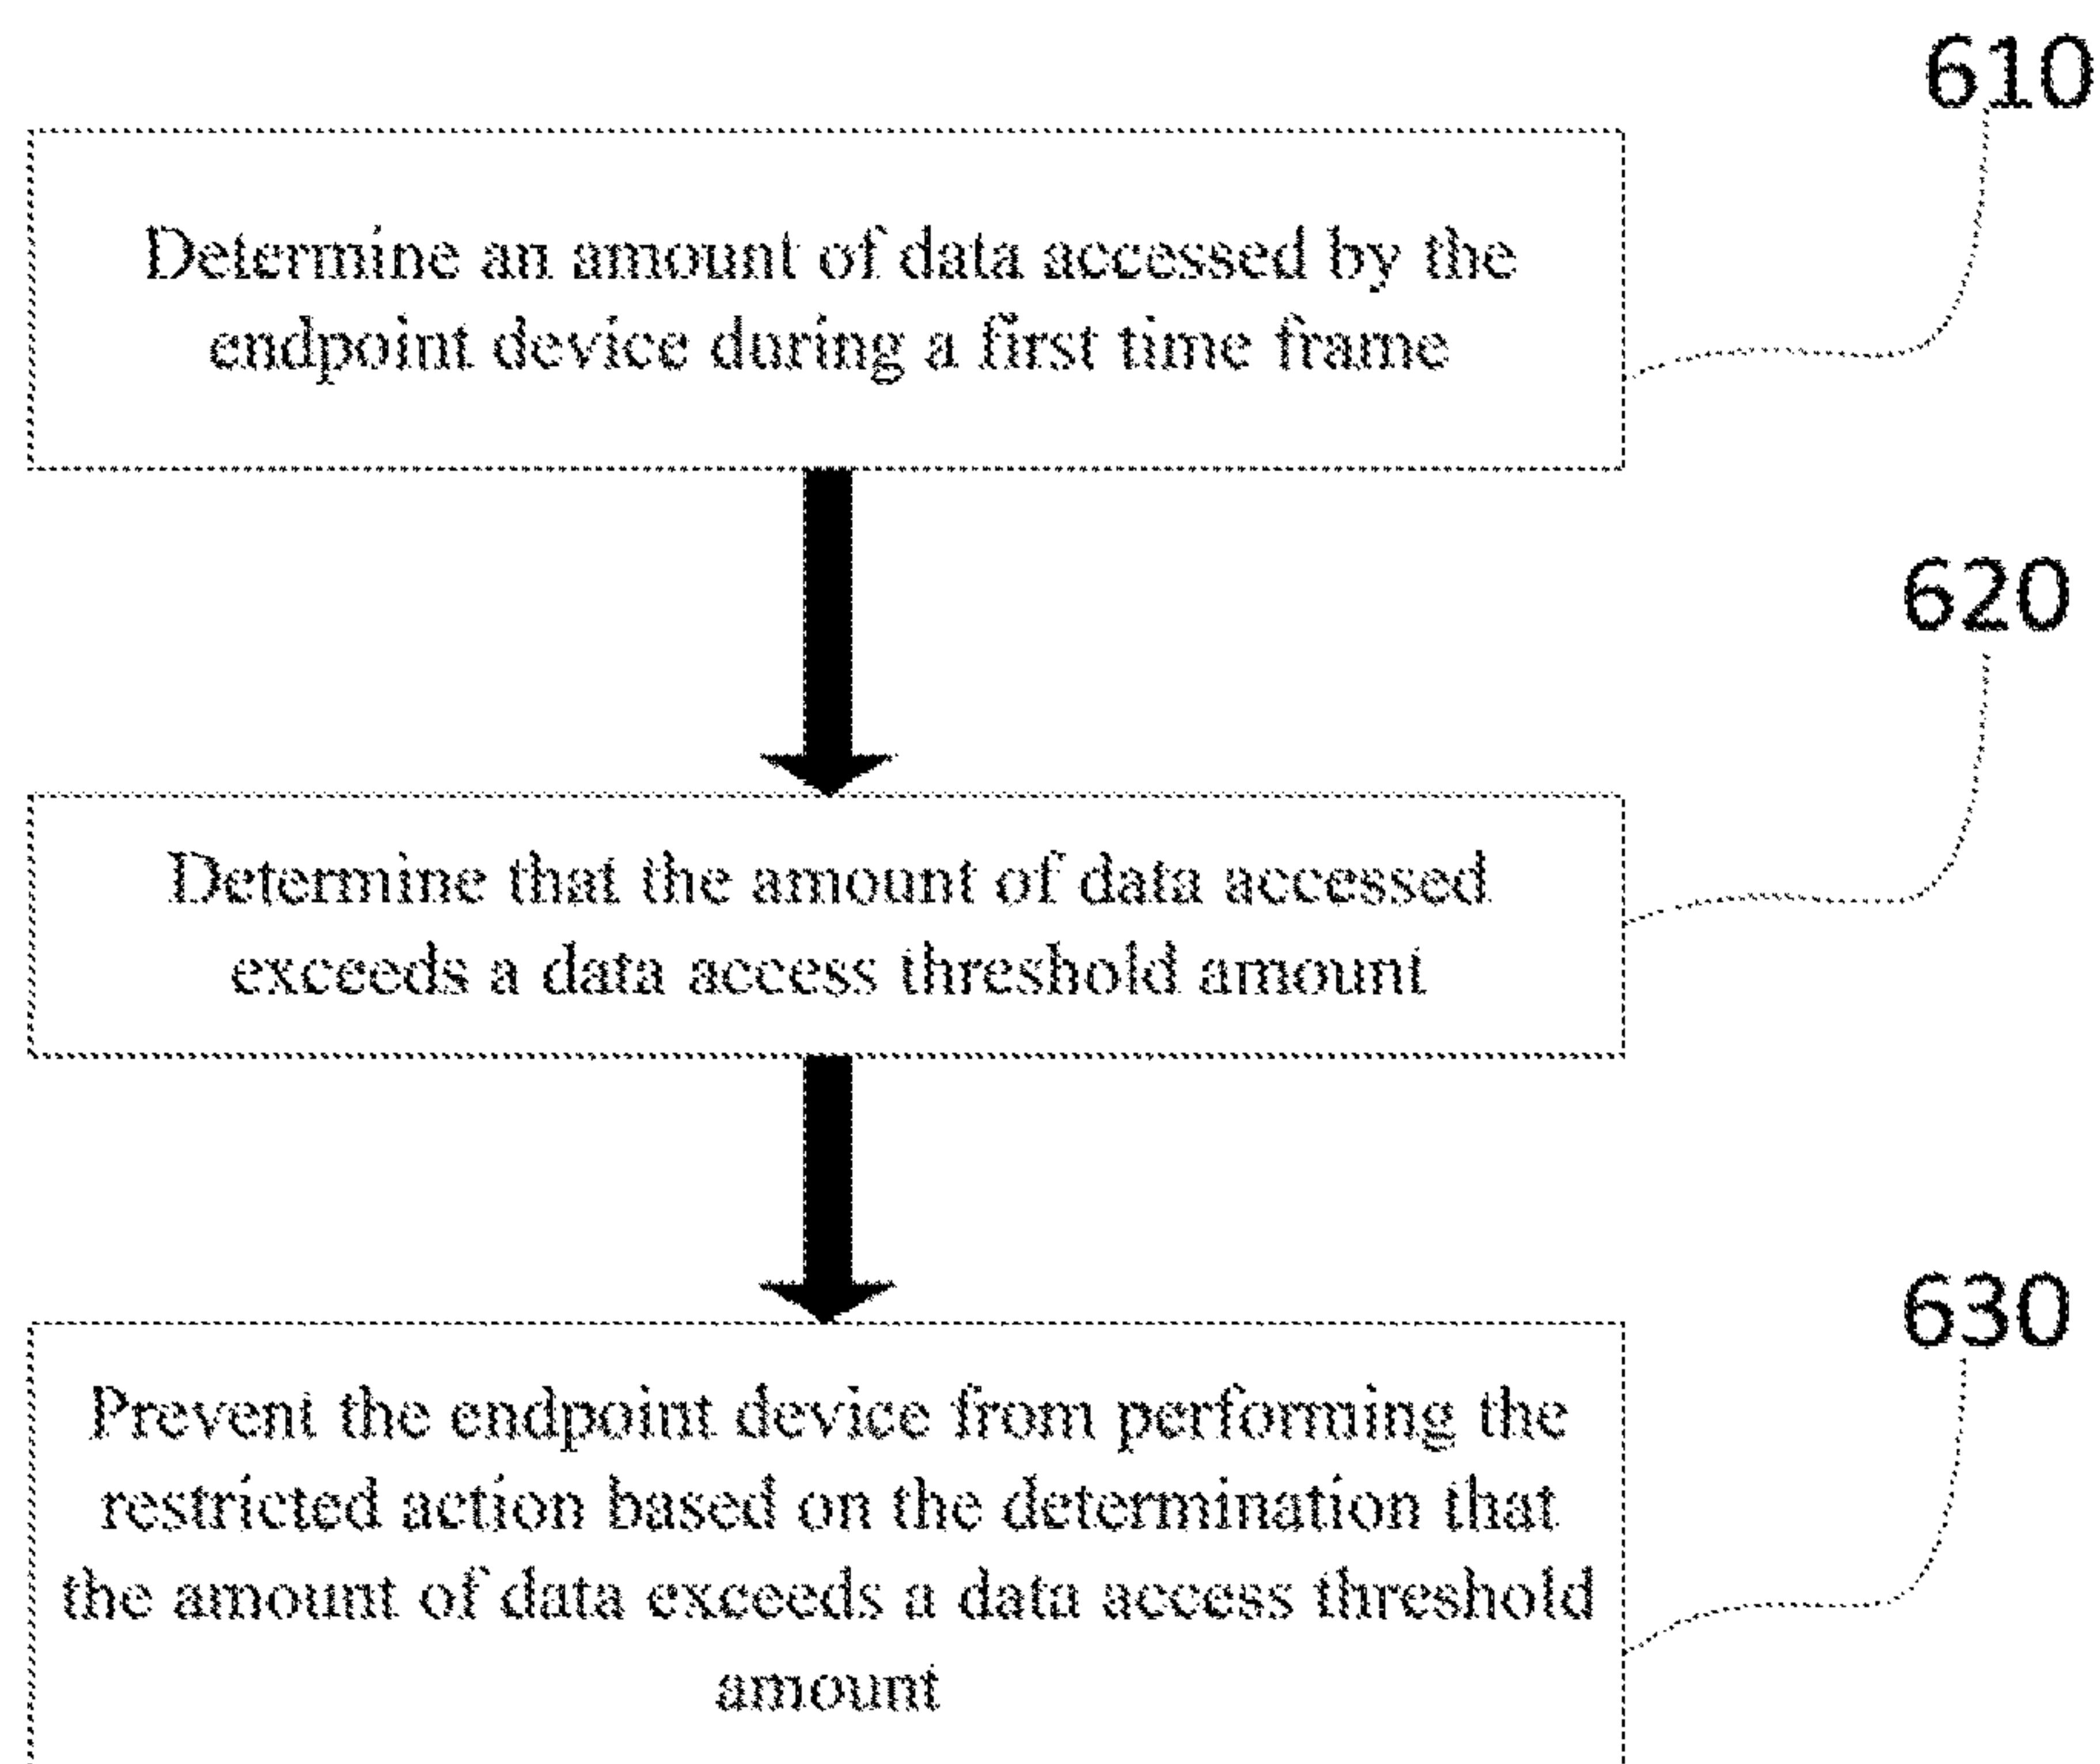 610
Determine an amount of data accessed by the
endpoint device during a first time frame
620
Determine that the amount of data accessed
exceeds a data access threshold amount
630
Prevent the endpoint device from performing the
restricted action based on the determination that
the amount of data exceeds a data access threshold
amount